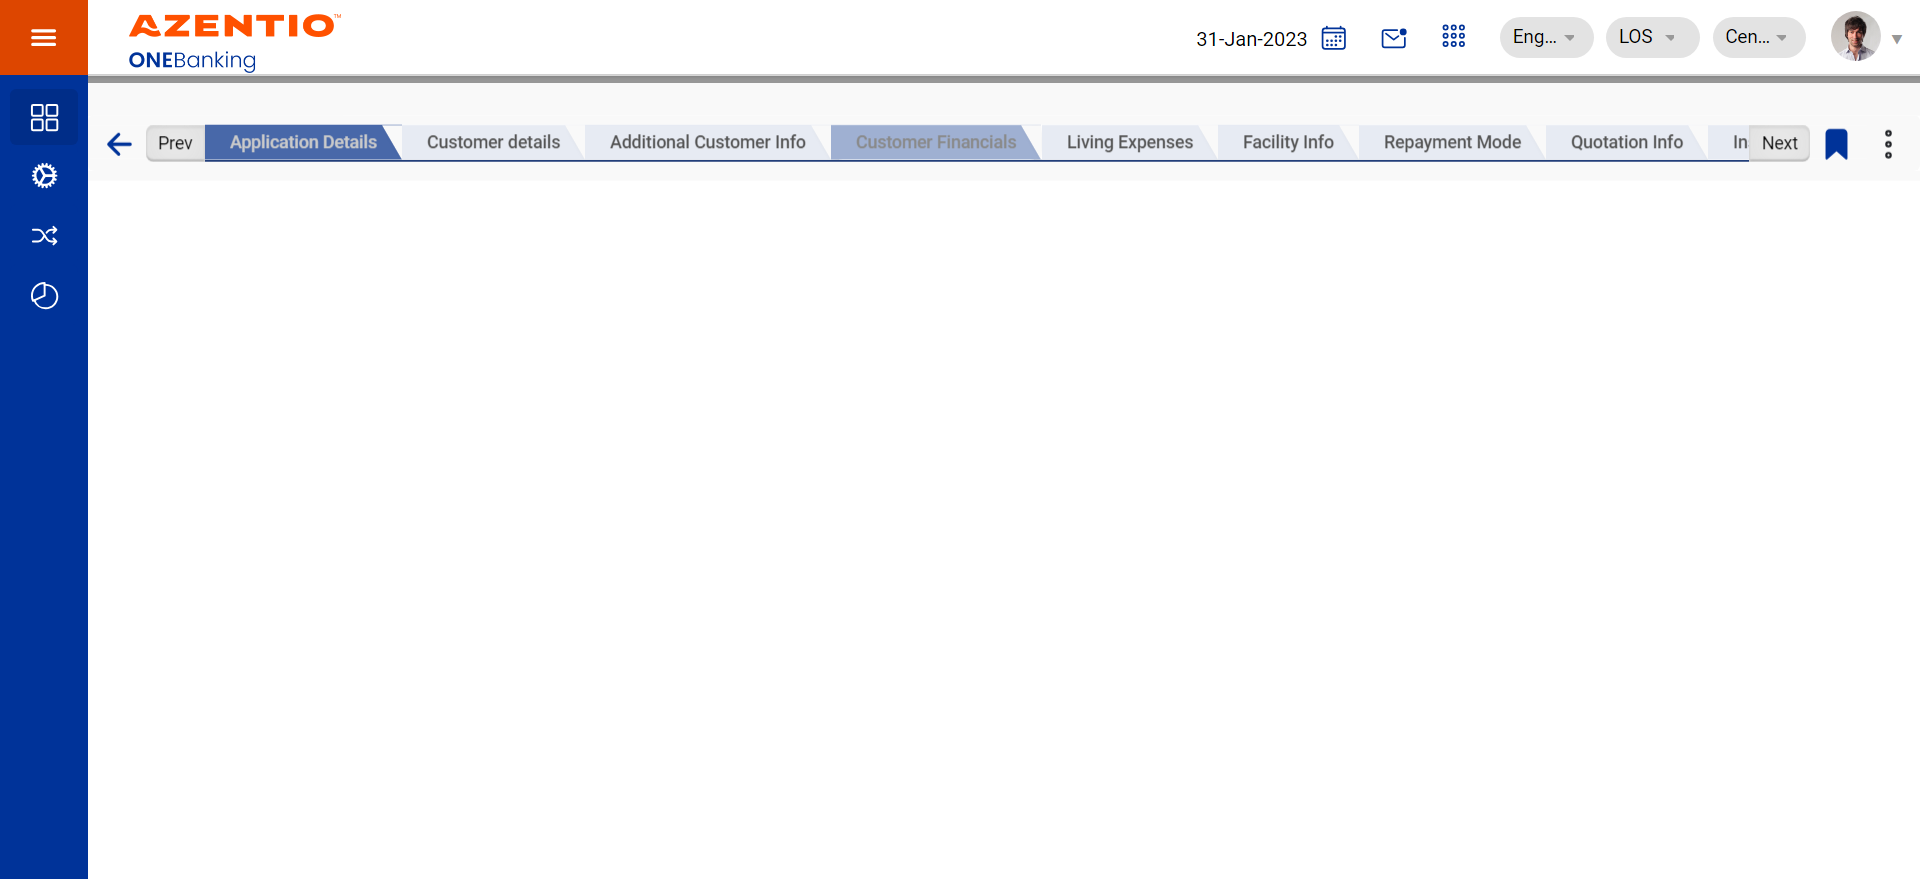 AZENTIO™
ONEBanking
31-Jan-2023
Eng...
LOS
Cen...
Prev
Application Details
Customer details
Additional Customer Info
Customer Financials
Living Expenses
Facility Info
Repayment Mode
Quotation Info
In
Next